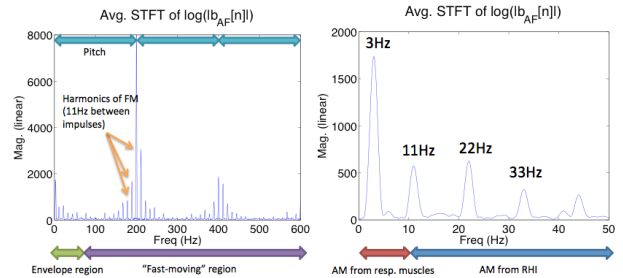 Avg. STFT of log(|b_AF[n]|)
8000
6000
4000
2000
0
Mag. (linear)
Pitch
Harmonics of FM
(11Hz between
impulses)
0 100 200 300 400 500 600
Freq (Hz)
Envelope region
"Fast-moving" region
Avg. STFT of log(|b_AF[n]|)
2000
1500
1000
500
0
Mag. (linear)
3Hz
11Hz
22Hz
33Hz
0 10 20 30 40 50
Freq (Hz)
AM from resp. muscles
AM from RHI